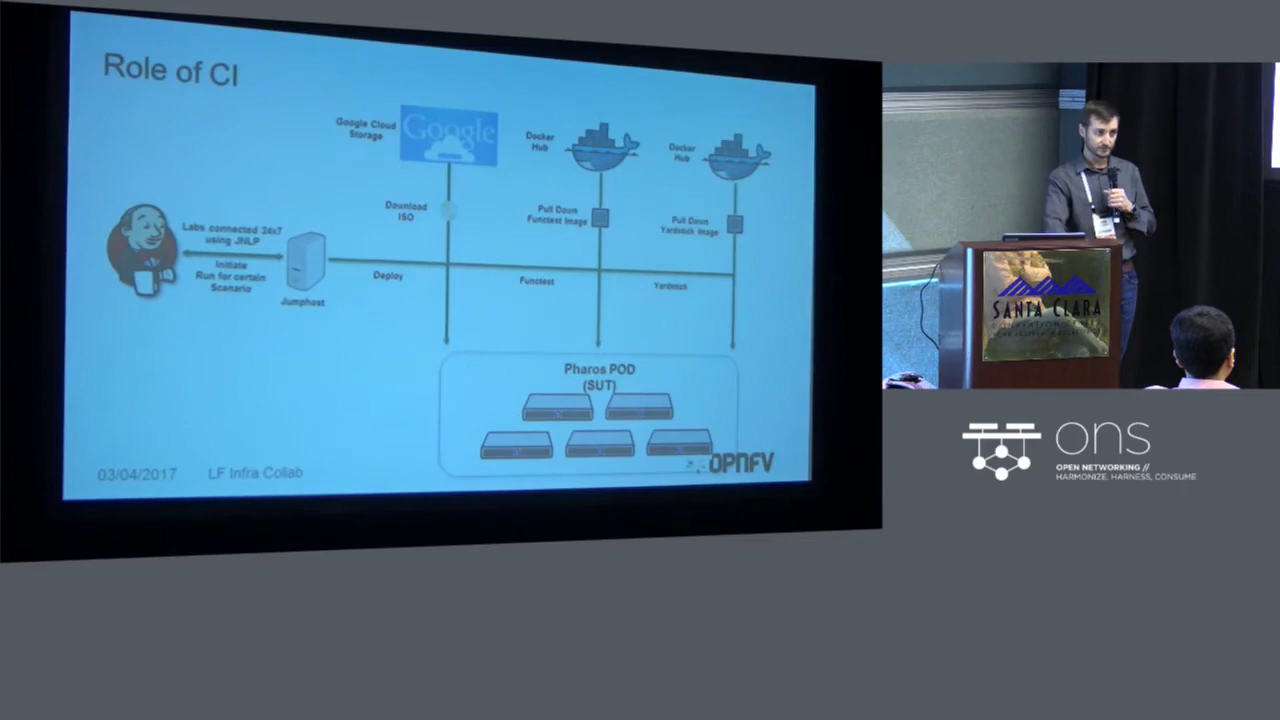 Role of CI
Google Cloud
Storage
Google
Docker
Hub
Docker
Hub
Download
ISO
Pull Down
Functest Image
Pull Down
Yardstick Image
Labs connected 24x7
using JNLP
Initiate
Run for certain
Scenario
Jumphost
Deploy
Functest
Yardstick
Pharos POD
(SUT)
03/04/2017
LF Infra Collab
OPNFV
SANTA CLARA
ons
OPEN NETWORKING //
HARMONIZE, HARNESS, CONSUME